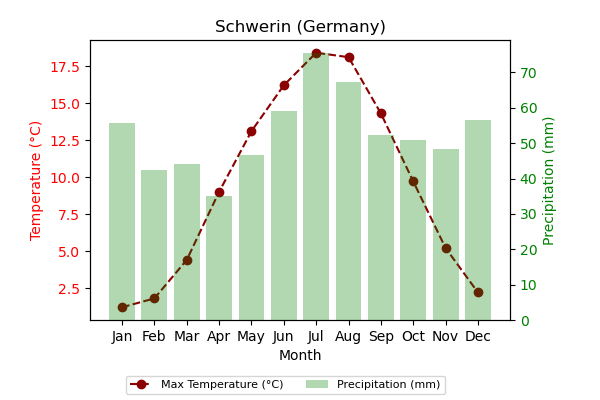 Schwerin (Germany)
17.5
15.0
12.5
10.0
7.5
5.0
2.5
Temperature (°C)
70
60
50
40
30
20
10
0
Precipitation (mm)
Jan Feb Mar Apr May Jun Jul Aug Sep Oct Nov Dec
Month
Max Temperature (°C) Precipitation (mm)